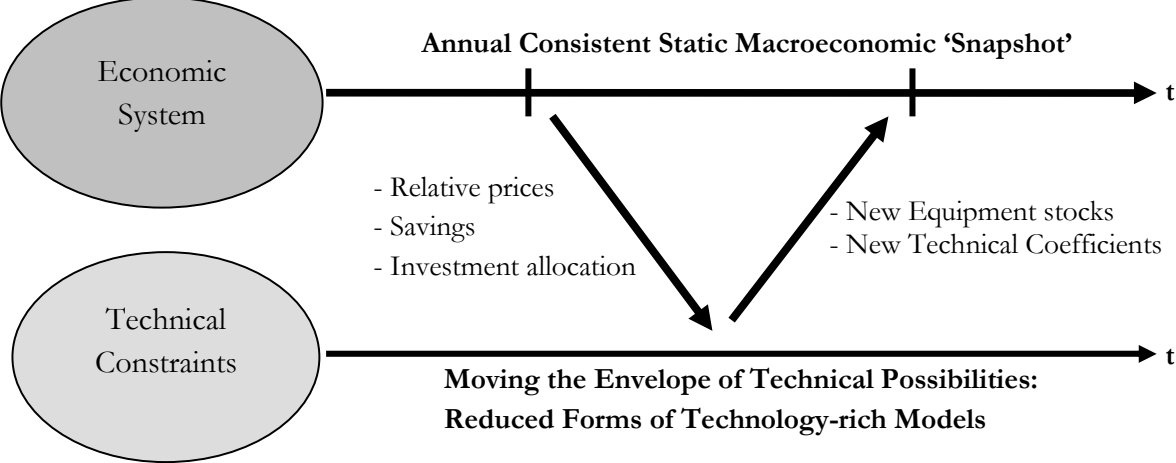 Annual Consistent Static Macroeconomic ‘Snapshot’
Economic
System
t
- Relative prices
- Savings
- Investment allocation
- New Equipment stocks
- New Technical Coefficients
Technical
Constraints
t
Moving the Envelope of Technical Possibilities:
Reduced Forms of Technology-rich Models